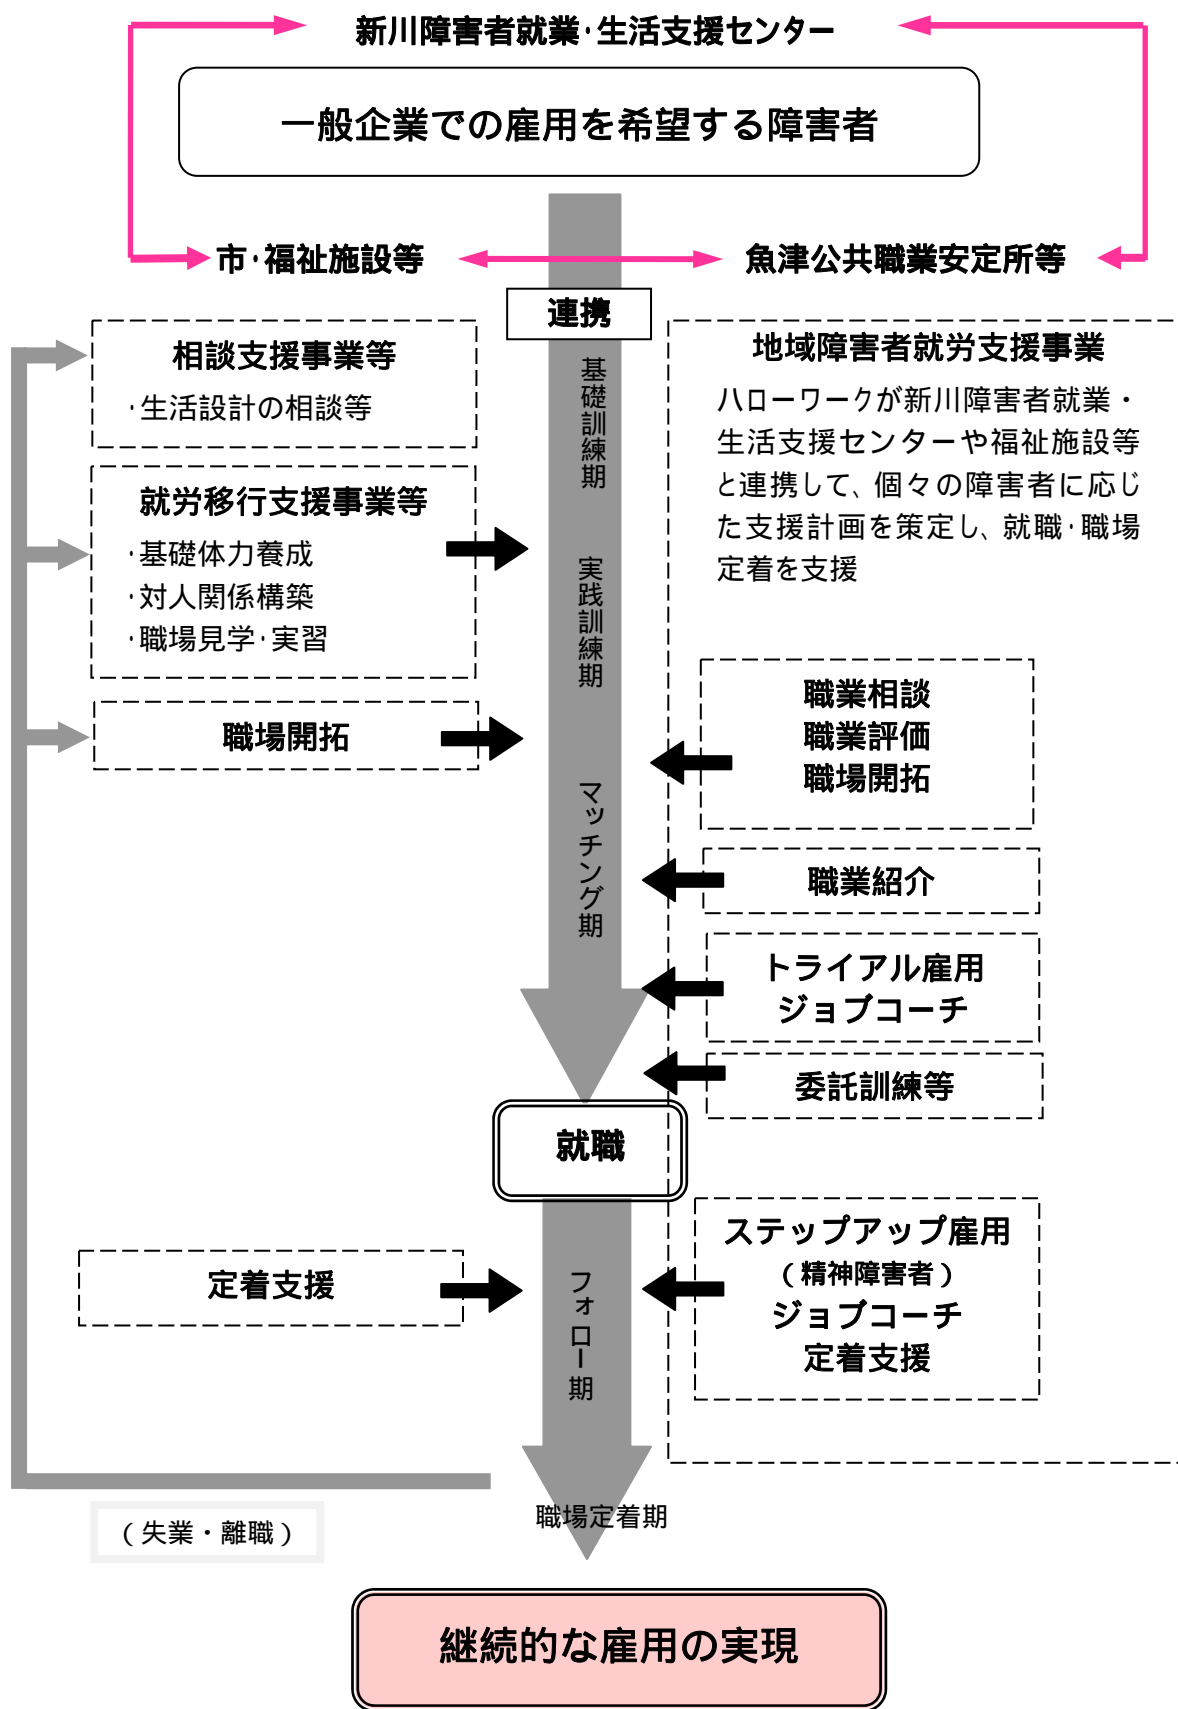 新川障害者就業・生活支援センター
一般企業での雇用を希望する障害者
市・福祉施設等
魚津公共職業安定所等
連携
相談支援事業等
・生活設計の相談等
就労移行支援事業等
・基礎体力養成
・対人関係構築
・職場見学・実習
職場開拓
基礎訓練期
実践訓練期
マッチング期
地域障害者就労支援事業
ハローワークが新川障害者就業・
生活支援センターや福祉施設等
と連携して、個々の障害者に応じ
た支援計画を策定し、就職・職場
定着を支援
職業相談
職業評価
職場開拓
職業紹介
トライアル雇用
ジョブコーチ
委託訓練等
就職
定着支援
フォロー期
ステップアップ雇用
（精神障害者）
ジョブコーチ
定着支援
職場定着期
（失業・離職）
継続的な雇用の実現